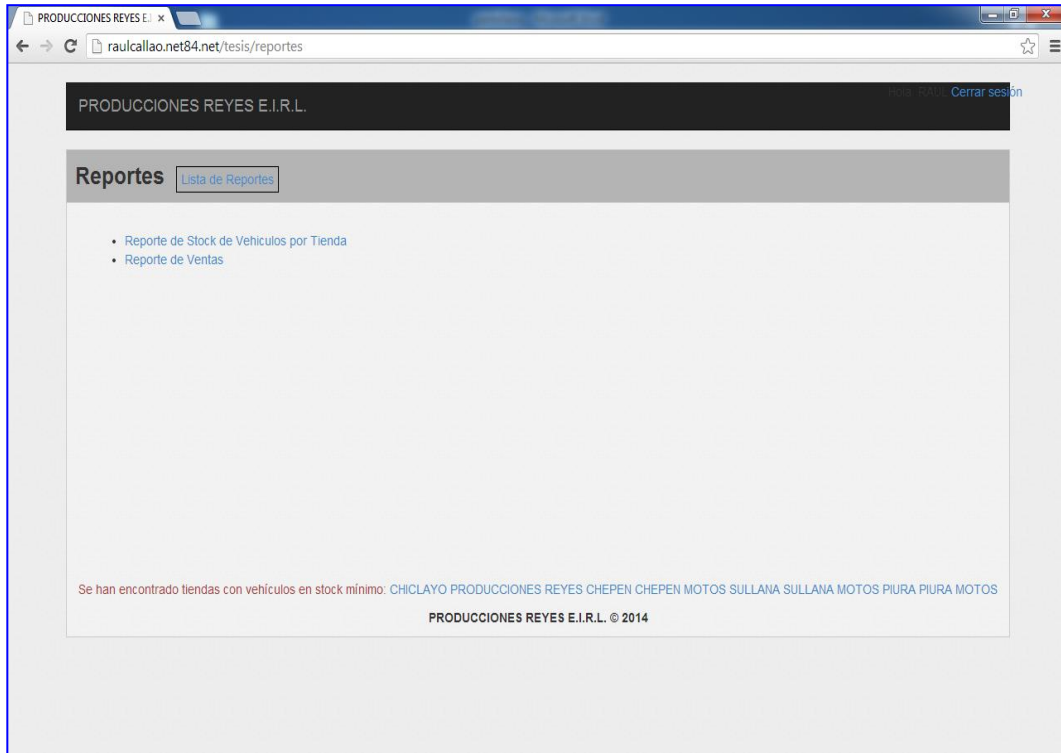 PRODUCCIONES REYES E.I
raulcallao.net84.net/tesis/reportes
PRODUCCIONES REYES E.I.R.L.
Hola, RAUL Cerrar sesión
Reportes Lista de Reportes
• Reporte de Stock de Vehiculos por Tienda
• Reporte de Ventas
Se han encontrado tiendas con vehículos en stock mínimo: CHICLAYO PRODUCCIONES REYES CHEPEN CHEPEN MOTOS SULLANA SULLANA MOTOS PIURA PIURA MOTOS
PRODUCCIONES REYES E.I.R.L. © 2014